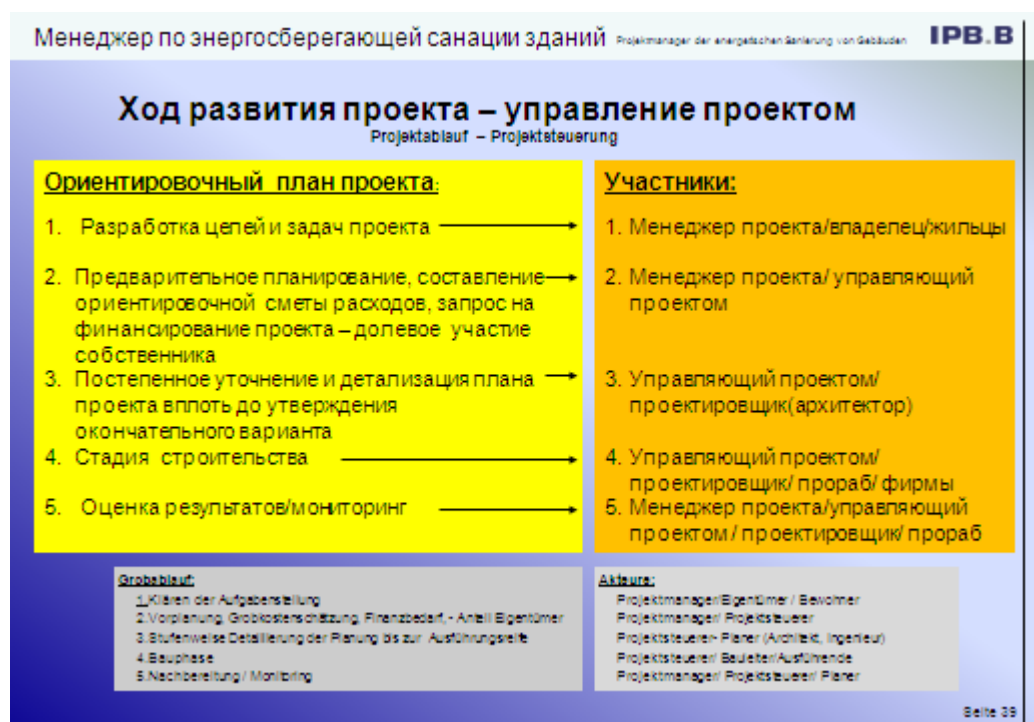 Менеджер по энергосберегающей санации зданий Projektmanager der energetischen Sanierung von Gebäuden IPB.B
Ход развития проекта – управление проектом
Projektablauf – Projektsteuerung
Ориентировочный план проекта:
1. Разработка целей и задач проекта
2. Предварительное планирование, составление
ориентировочной сметы расходов, запрос на
финансирование проекта – долевое участие
собственника
3. Постепенное уточнение и детализация плана
проекта вплоть до утверждения
окончательного варианта
4. Стадия строительства
5. Оценка результатов/мониторинг
Участники:
1. Менеджер проекта/владелец/жильцы
2. Менеджер проекта/ управляющий
проектом
3. Управляющий проектом/
проектировщик(архитектор)
4. Управляющий проектом/
проектировщик/ прораб/ фирмы
5. Менеджер проекта/управляющий
проектом / проектировщик/ прораб
Grobablauf:
1.Klären der Aufgabenstellung
2.Vorplanung, Grobkostenschätzung, Finanzbedarf, - Anteil Eigentümer
3.Stufenweise Detaillierung der Planung bis zur Ausführungsreife
4.Bauphase
5.Nachbereitung / Monitoring
Akteure:
Projektmanager/Eigentümer / Bewohner
Projektmanager/ Projektsteuerer
Projektsteuerer- Planer (Architekt, Ingenieur)
Projektsteuerer/ Bauleiter/Ausführende
Projektmanager/ Projektsteuerer/ Planer
Seite 39